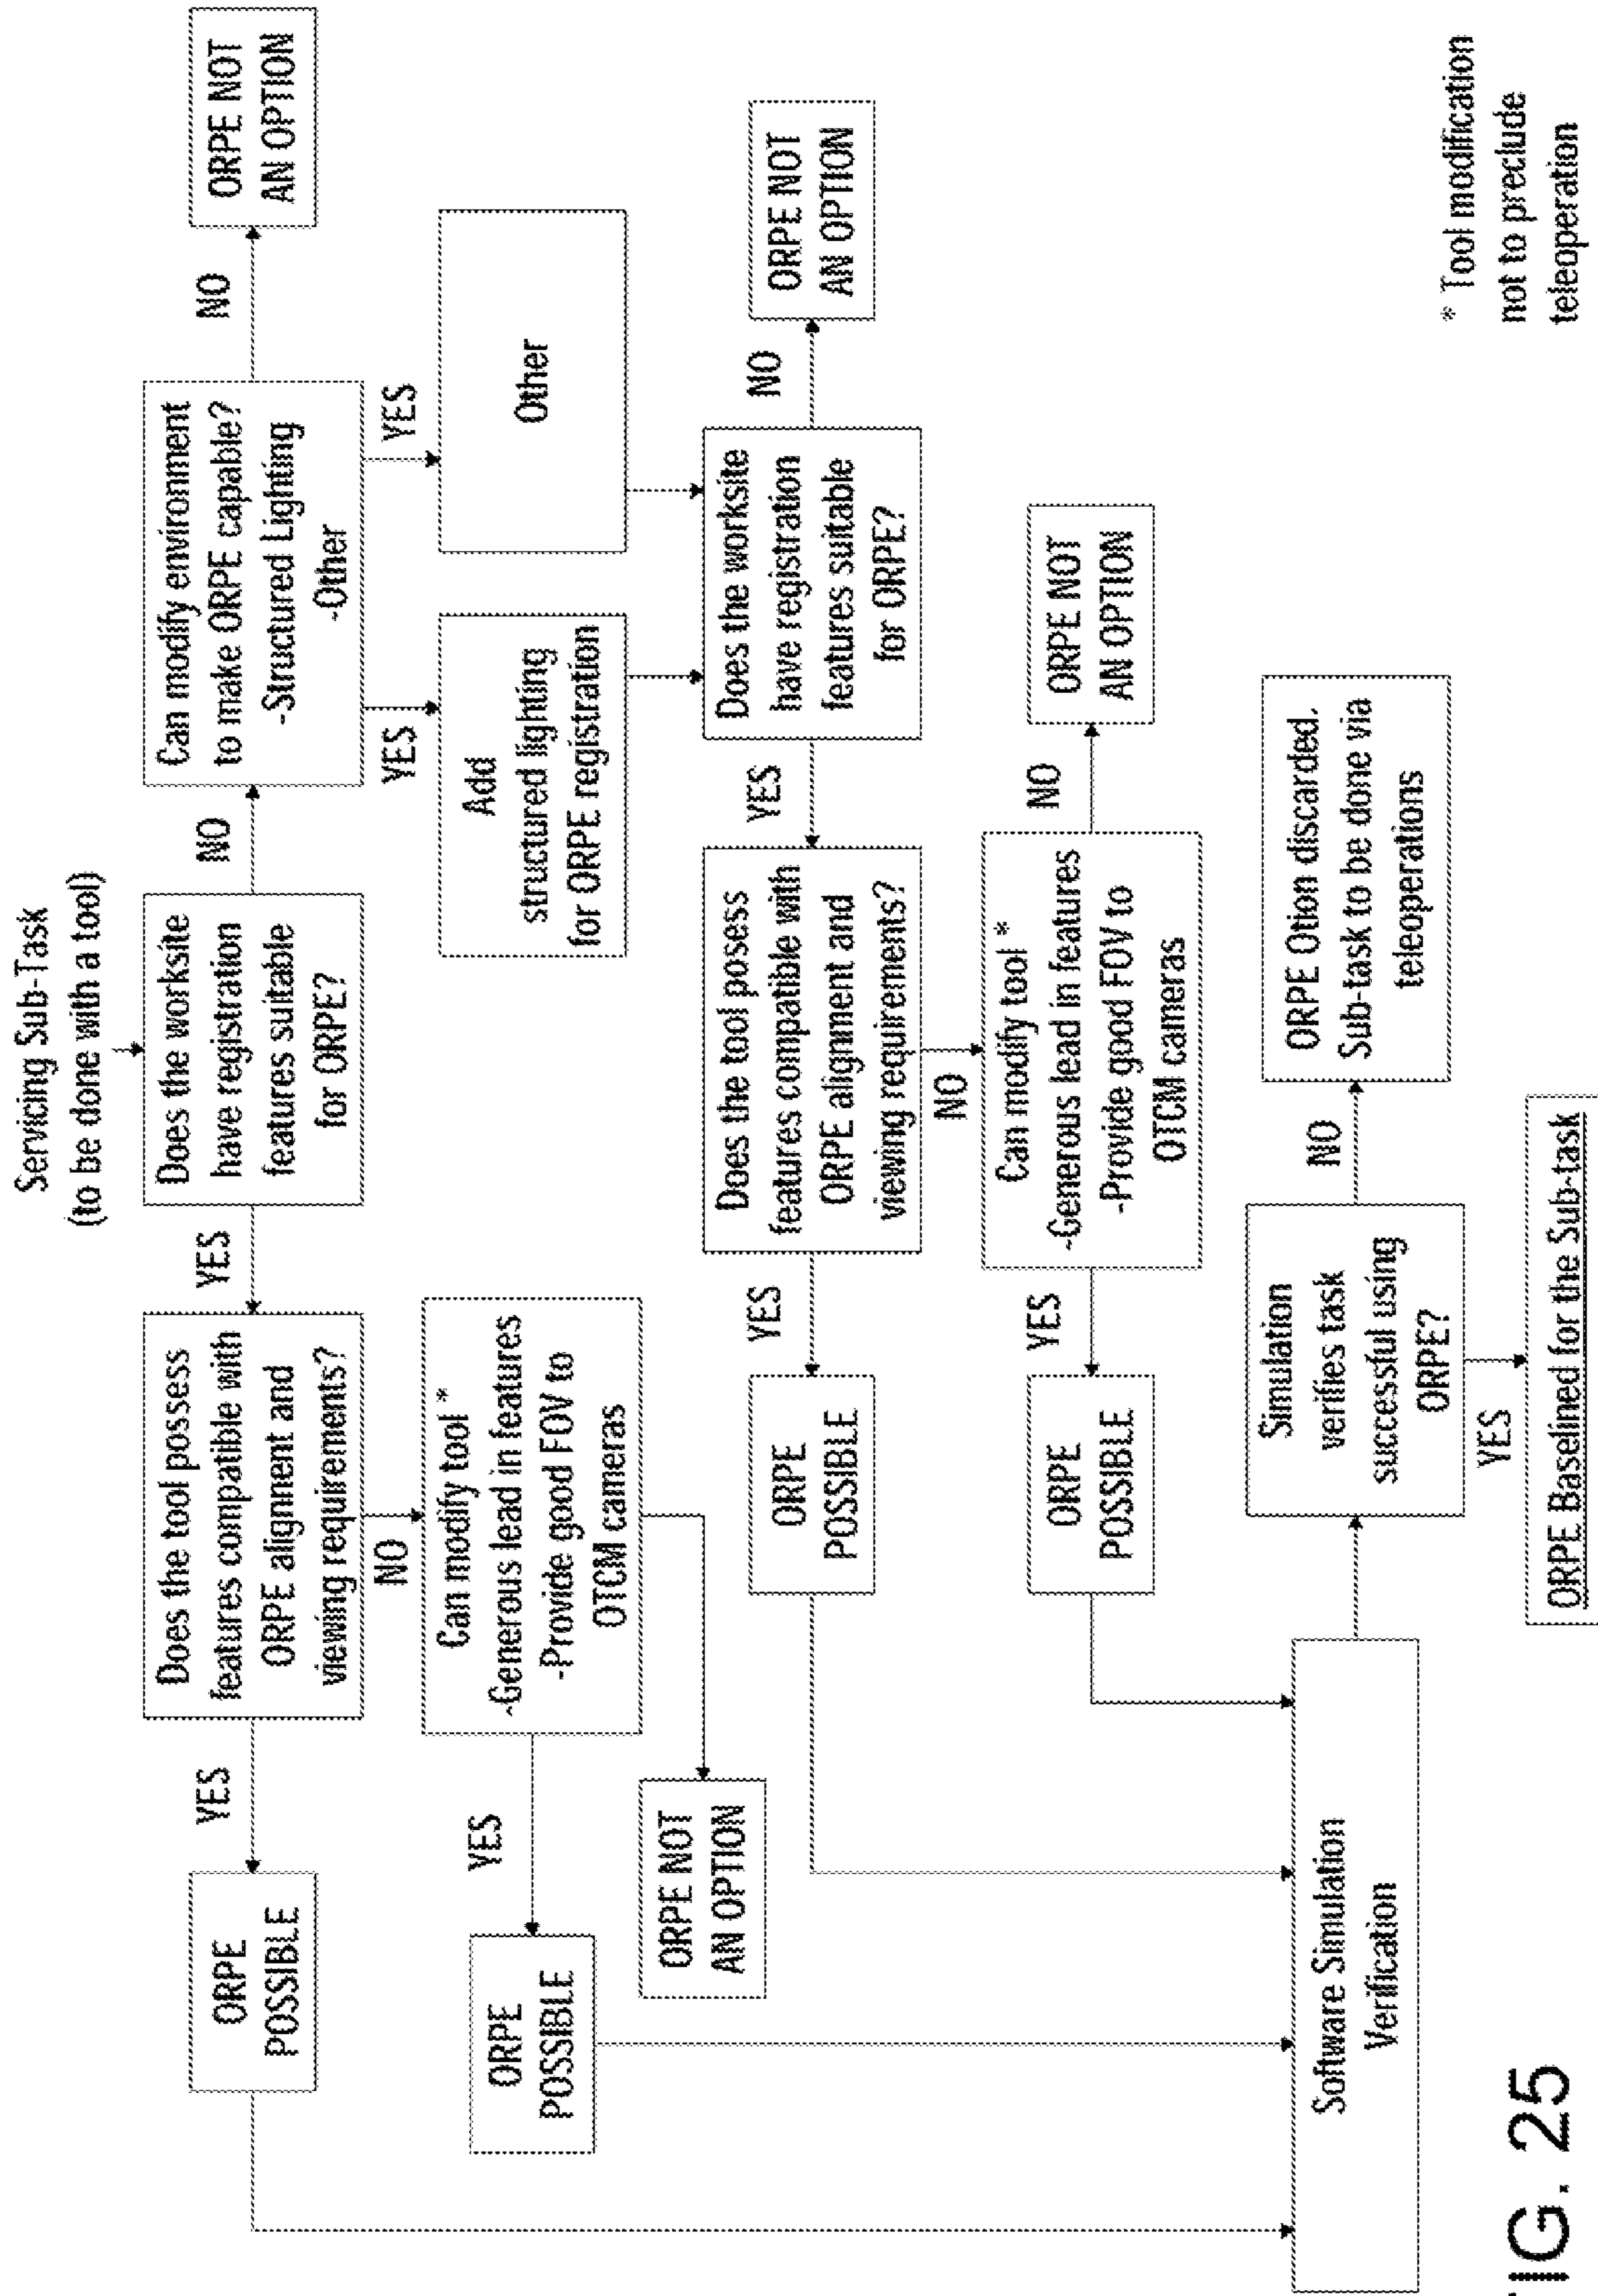 Servicing Sub-Task
(to be done with a tool)
Does the worksite
have registration
features suitable
for ORPE?
NO
Can modify environment
to make ORPE capable?
-Structured Lighting
-Other
NO
ORPE NOT
AN OPTION
YES
Does the tool possess
features compatible with
ORPE alignment and
viewing requirements?
YES
ORPE
POSSIBLE
NO
Can modify tool *
-Generous lead in features
-Provide good FOV to
OTCM cameras
YES
ORPE
POSSIBLE
ORPE NOT
AN OPTION
YES
Add
structured lighting
for ORPE registration
YES
Other
Does the worksite
have registration
features suitable
for ORPE?
NO
ORPE NOT
AN OPTION
YES
Does the tool posses
features compatible with
ORPE alignment and
viewing requirements?
YES
ORPE
POSSIBLE
NO
Can modify tool *
-Generous lead in features
-Provide good FOV to
OTCM cameras
NO
ORPE NOT
AN OPTION
YES
ORPE
POSSIBLE
Software Simulation
Verification
Simulation
verifies task
successful using
ORPE?
NO
ORPE Otion discarded.
Sub-task to be done via
teleoperations
YES
ORPE Baselined for the Sub-task
* Tool modification
not to preclude
teleoperation
IG. 25